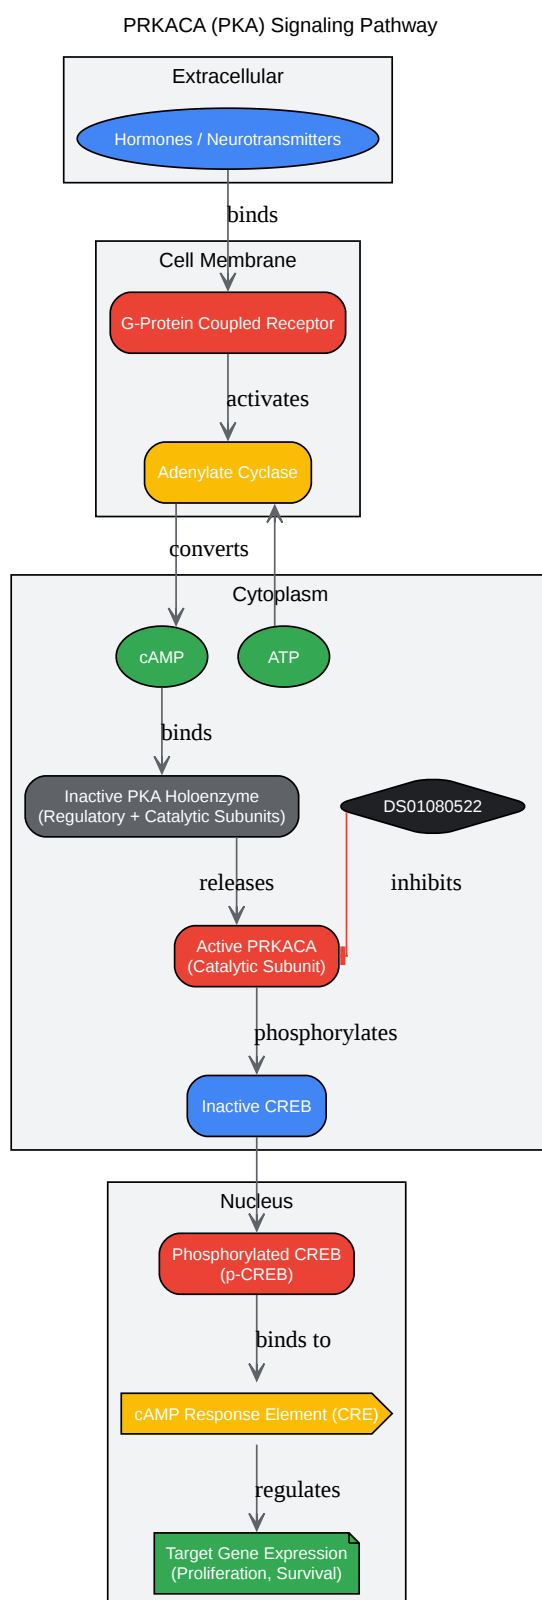 PRKACA (PKA) Signaling Pathway
Extracellular
Hormones / Neurotransmitters
binds
Cell Membrane
G-Protein Coupled Receptor
activates
Adenylate Cyclase
converts
Cytoplasm
cAMP
ATP
binds
Inactive PKA Holoenzyme
(Regulatory + Catalytic Subunits)
DS01080522
releases
inhibits
Active PRKACA
(Catalytic Subunit)
phosphorylates
Inactive CREB
Nucleus
Phosphorylated CREB
(p-CREB)
binds to
cAMP Response Element (CRE)
regulates
Target Gene Expression
(Proliferation, Survival)